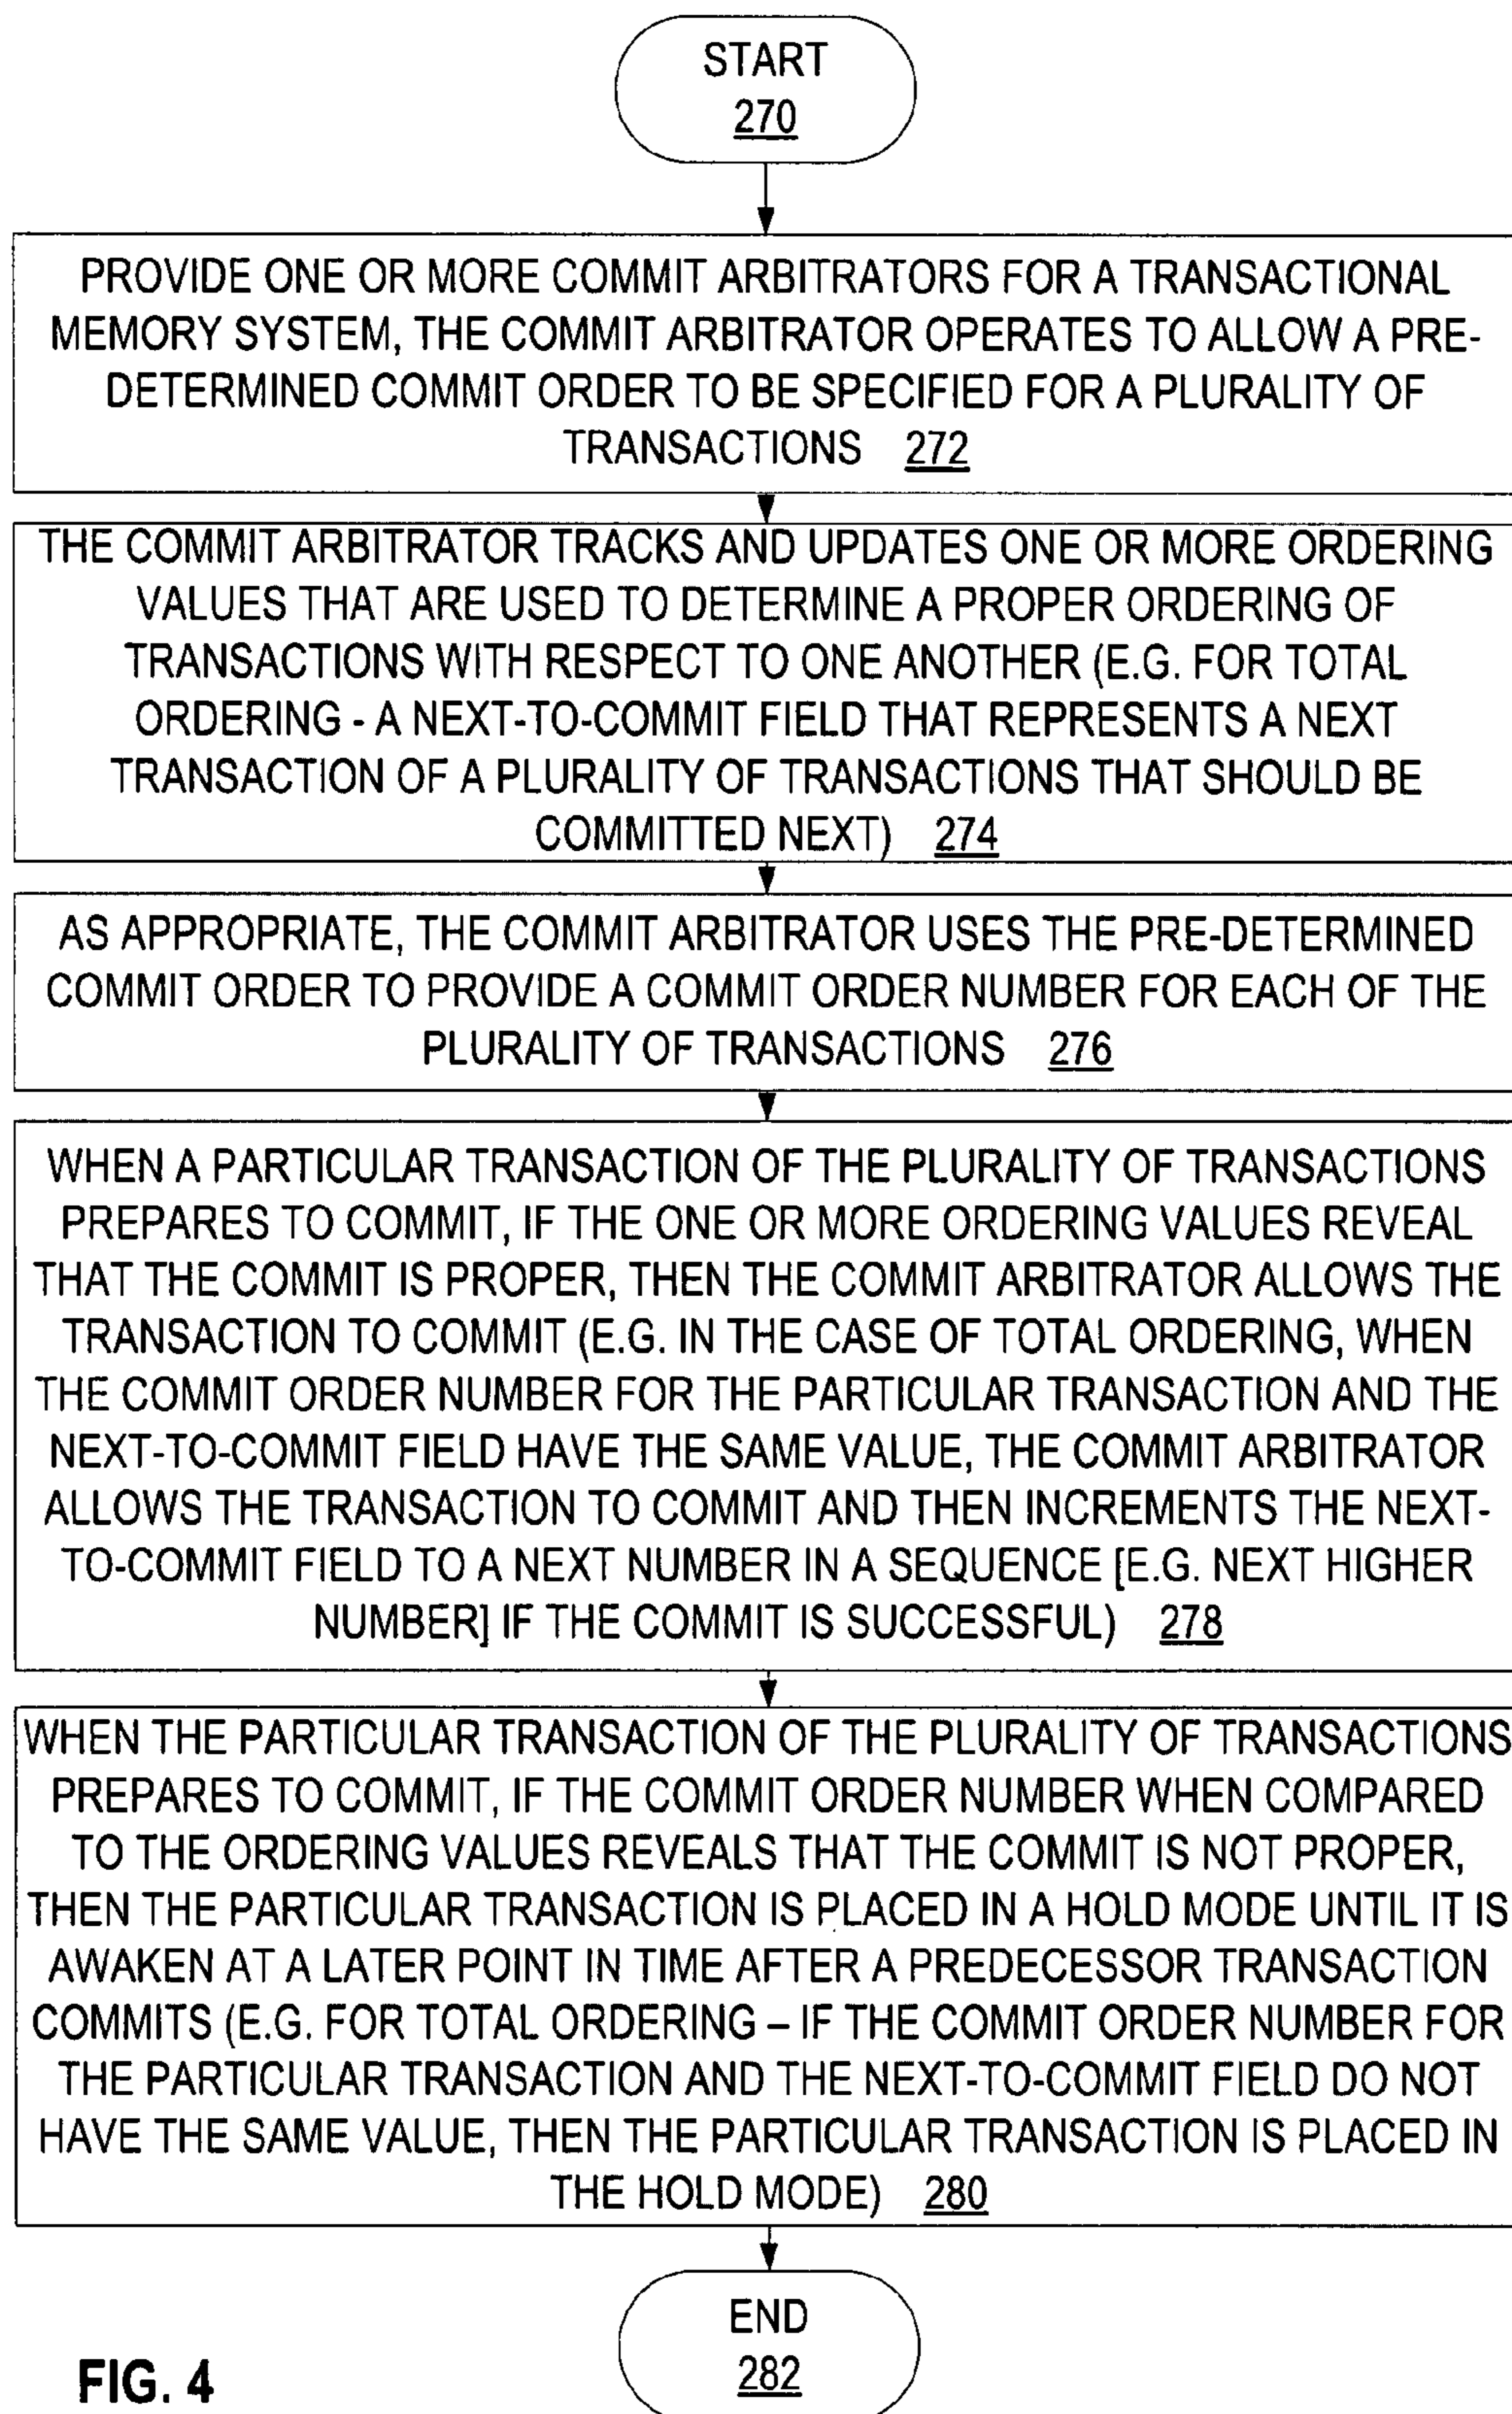 START
270
PROVIDE ONE OR MORE COMMIT ARBITRATORS FOR A TRANSACTIONAL
MEMORY SYSTEM, THE COMMIT ARBITRATOR OPERATES TO ALLOW A PRE-
DETERMINED COMMIT ORDER TO BE SPECIFIED FOR A PLURALITY OF
TRANSACTIONS 272
THE COMMIT ARBITRATOR TRACKS AND UPDATES ONE OR MORE ORDERING
VALUES THAT ARE USED TO DETERMINE A PROPER ORDERING OF
TRANSACTIONS WITH RESPECT TO ONE ANOTHER (E.G. FOR TOTAL
ORDERING - A NEXT-TO-COMMIT FIELD THAT REPRESENTS A NEXT
TRANSACTION OF A PLURALITY OF TRANSACTIONS THAT SHOULD BE
COMMITTED NEXT) 274
AS APPROPRIATE, THE COMMIT ARBITRATOR USES THE PRE-DETERMINED
COMMIT ORDER TO PROVIDE A COMMIT ORDER NUMBER FOR EACH OF THE
PLURALITY OF TRANSACTIONS 276
WHEN A PARTICULAR TRANSACTION OF THE PLURALITY OF TRANSACTIONS
PREPARES TO COMMIT, IF THE ONE OR MORE ORDERING VALUES REVEAL
THAT THE COMMIT IS PROPER, THEN THE COMMIT ARBITRATOR ALLOWS THE
TRANSACTION TO COMMIT (E.G. IN THE CASE OF TOTAL ORDERING, WHEN
THE COMMIT ORDER NUMBER FOR THE PARTICULAR TRANSACTION AND THE
NEXT-TO-COMMIT FIELD HAVE THE SAME VALUE, THE COMMIT ARBITRATOR
ALLOWS THE TRANSACTION TO COMMIT AND THEN INCREMENTS THE NEXT-
TO-COMMIT FIELD TO A NEXT NUMBER IN A SEQUENCE [E.G. NEXT HIGHER
NUMBER] IF THE COMMIT IS SUCCESSFUL) 278
WHEN THE PARTICULAR TRANSACTION OF THE PLURALITY OF TRANSACTIONS
PREPARES TO COMMIT, IF THE COMMIT ORDER NUMBER WHEN COMPARED
TO THE ORDERING VALUES REVEALS THAT THE COMMIT IS NOT PROPER,
THEN THE PARTICULAR TRANSACTION IS PLACED IN A HOLD MODE UNTIL IT IS
AWAKEN AT A LATER POINT IN TIME AFTER A PREDECESSOR TRANSACTION
COMMITS (E.G. FOR TOTAL ORDERING – IF THE COMMIT ORDER NUMBER FOR
THE PARTICULAR TRANSACTION AND THE NEXT-TO-COMMIT FIELD DO NOT
HAVE THE SAME VALUE, THEN THE PARTICULAR TRANSACTION IS PLACED IN
THE HOLD MODE) 280
END
282
FIG. 4